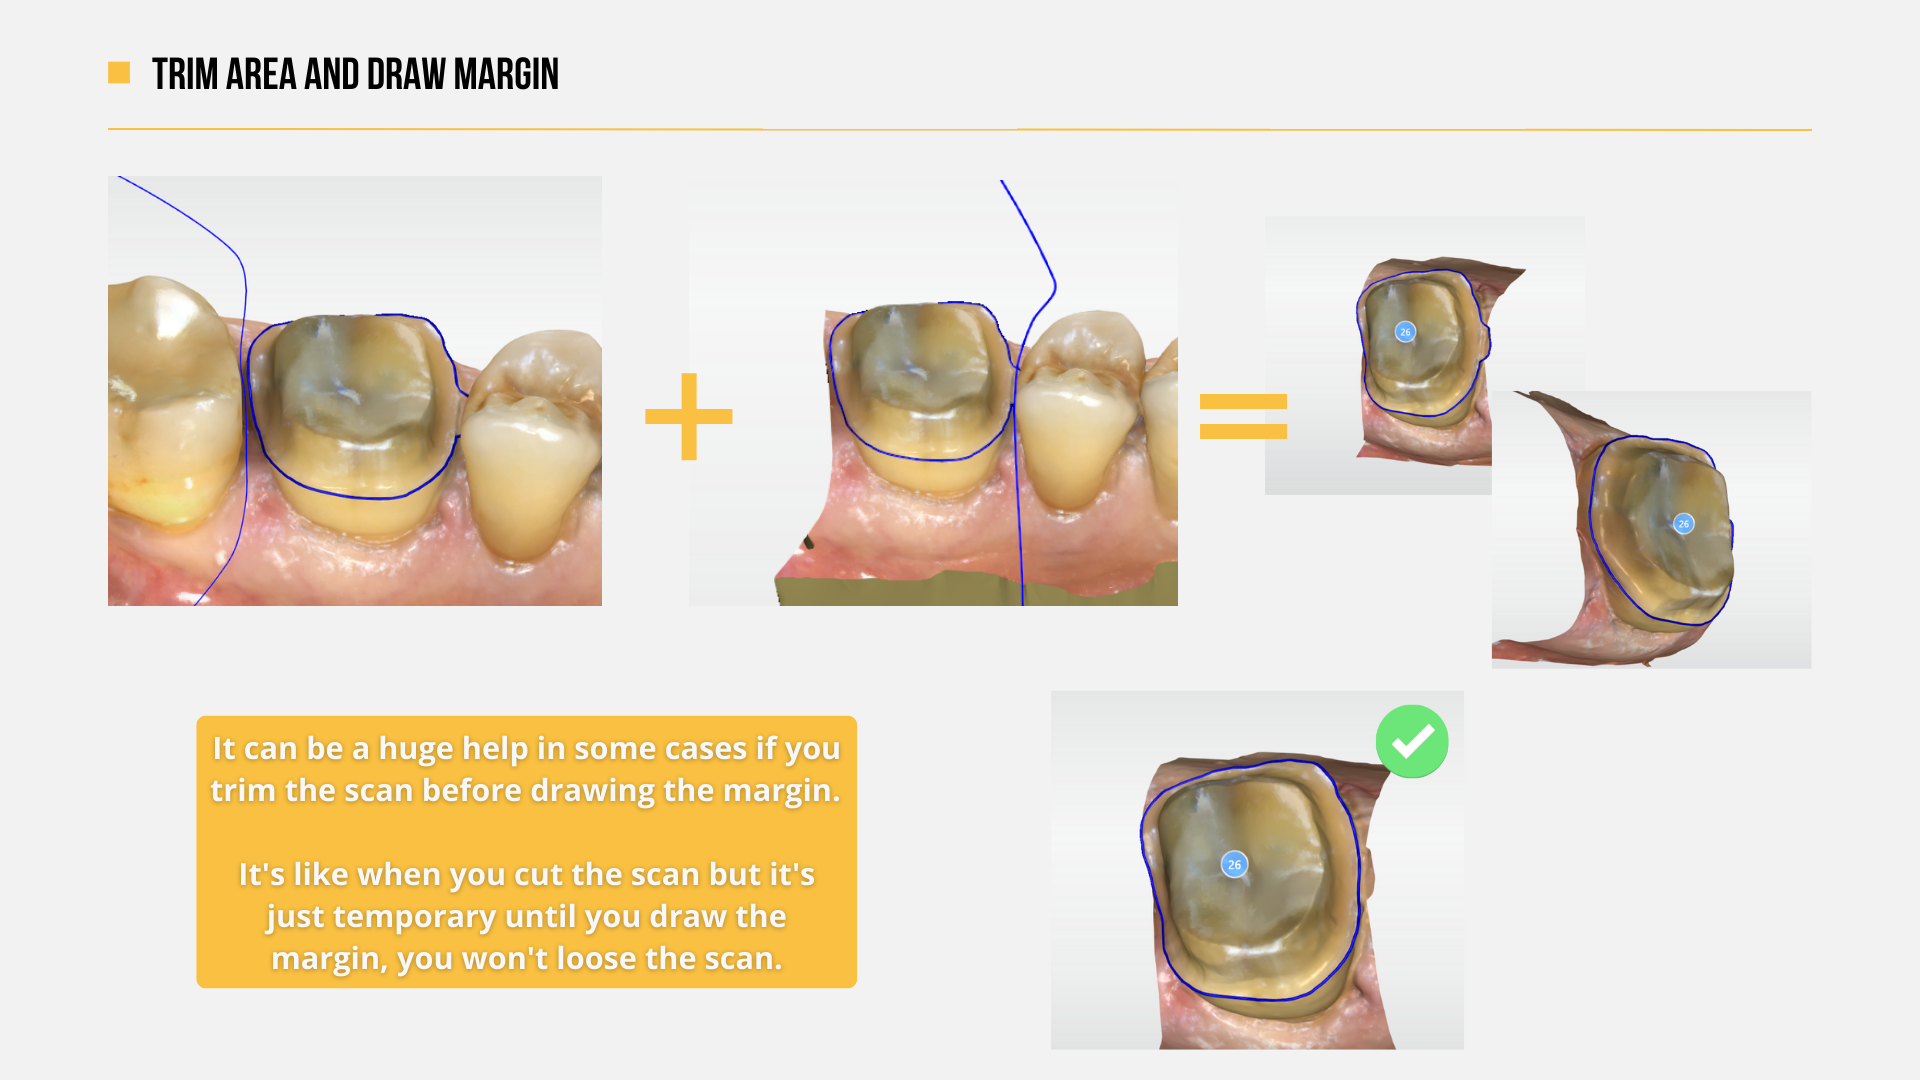 TRIM AREA AND DRAW MARGIN
26
26
It can be a huge help in some cases if you
trim the scan before drawing the margin.
It's like when you cut the scan but it's
just temporary until you draw the
margin, you won't loose the scan.
26